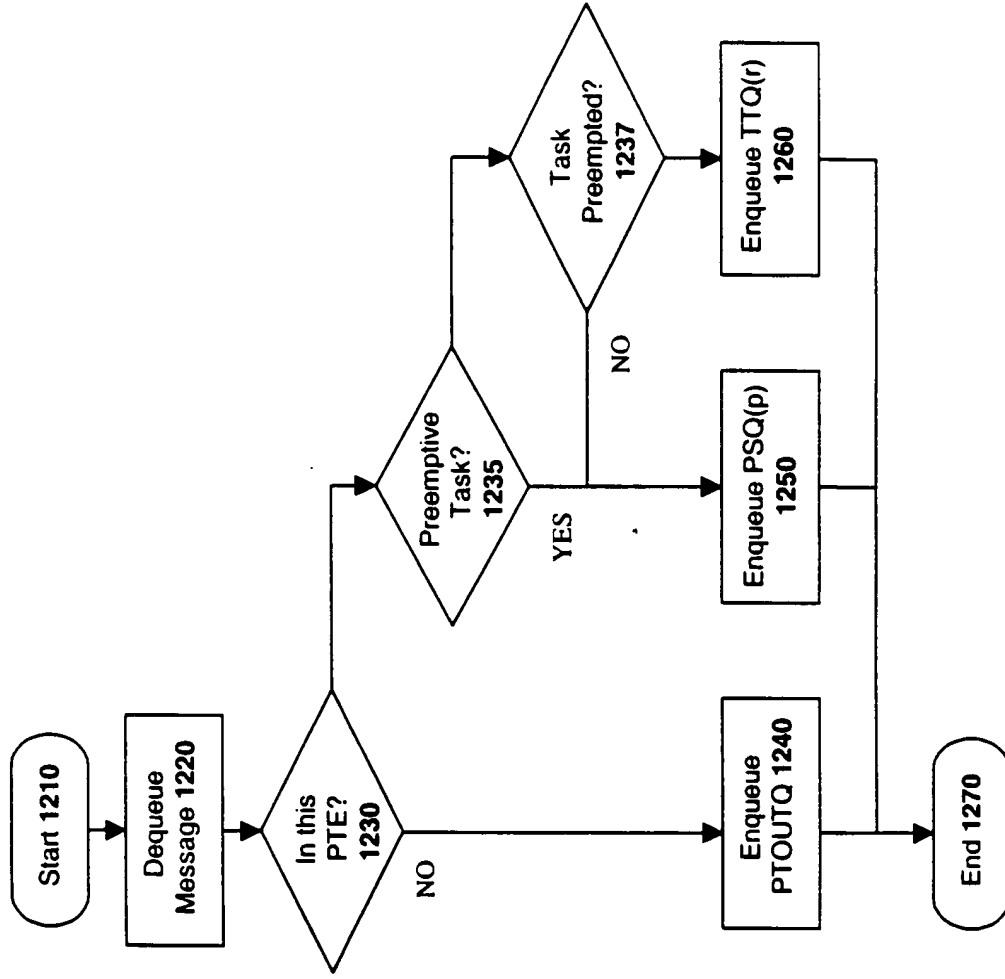 Start 1210
Dequeue
Message 1220
In this
PTE?
1230
NO
Preemptive
Task?
1235
YES
Task
Preempted?
1237
NO
Enqueue
PTOUTQ 1240
Enqueue PSQ(p)
1250
Enqueue TTQ(r)
1260
End 1270